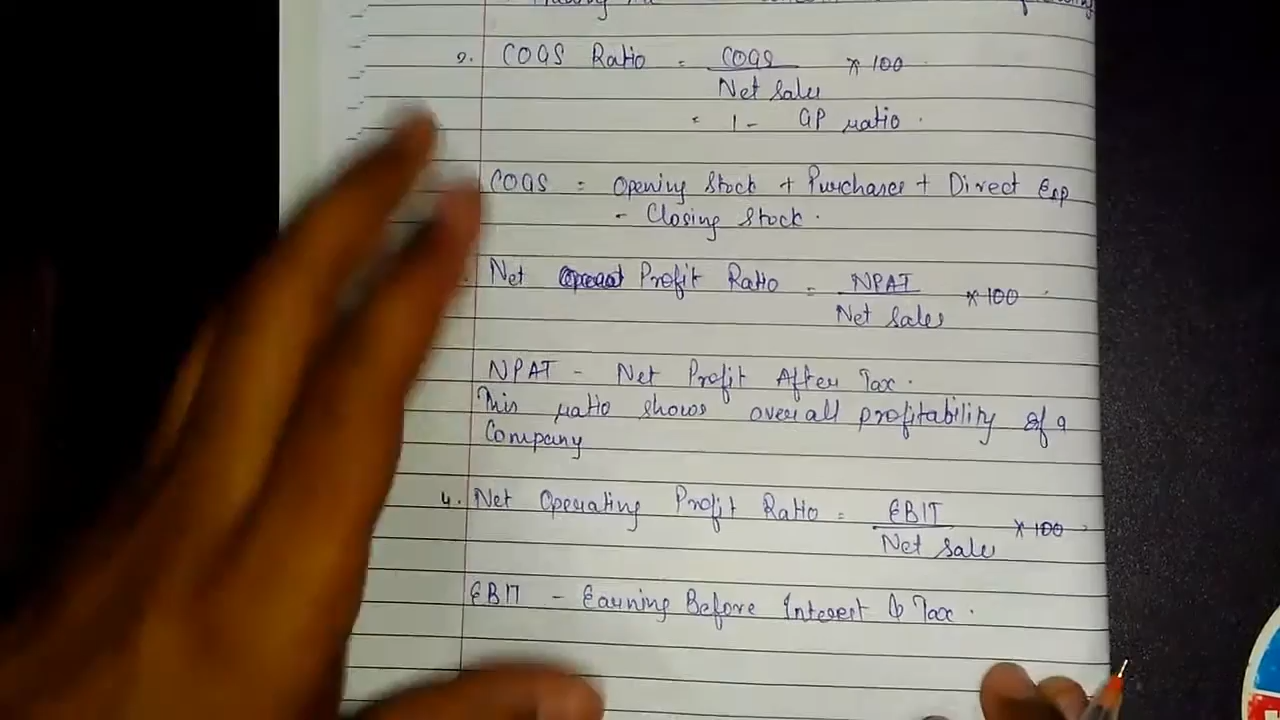 2. COGS Ratio = COGS / Net Sales × 100
= 1 - GP ratio.
COGS = Opening Stock + Purchases + Direct Exp
- Closing Stock.
Net Profit Ratio = NPAT / Net Sales × 100
NPAT - Net Profit After Tax.
This ratio shows overall profitability of a
Company
4. Net Operating Profit Ratio = EBIT / Net Sales × 100
EBIT - Earning Before Interest & Tax.